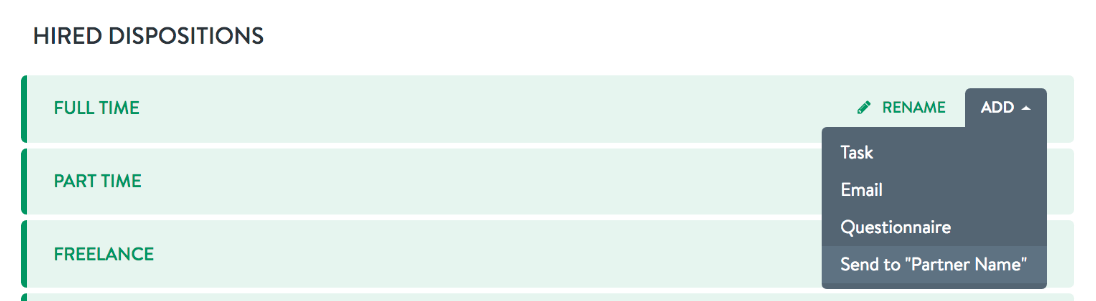 HIRED DISPOSITIONS
FULL TIME
RENAME
ADD
Task
PART TIME
Email
Questionnaire
FREELANCE
Send to "Partner Name"